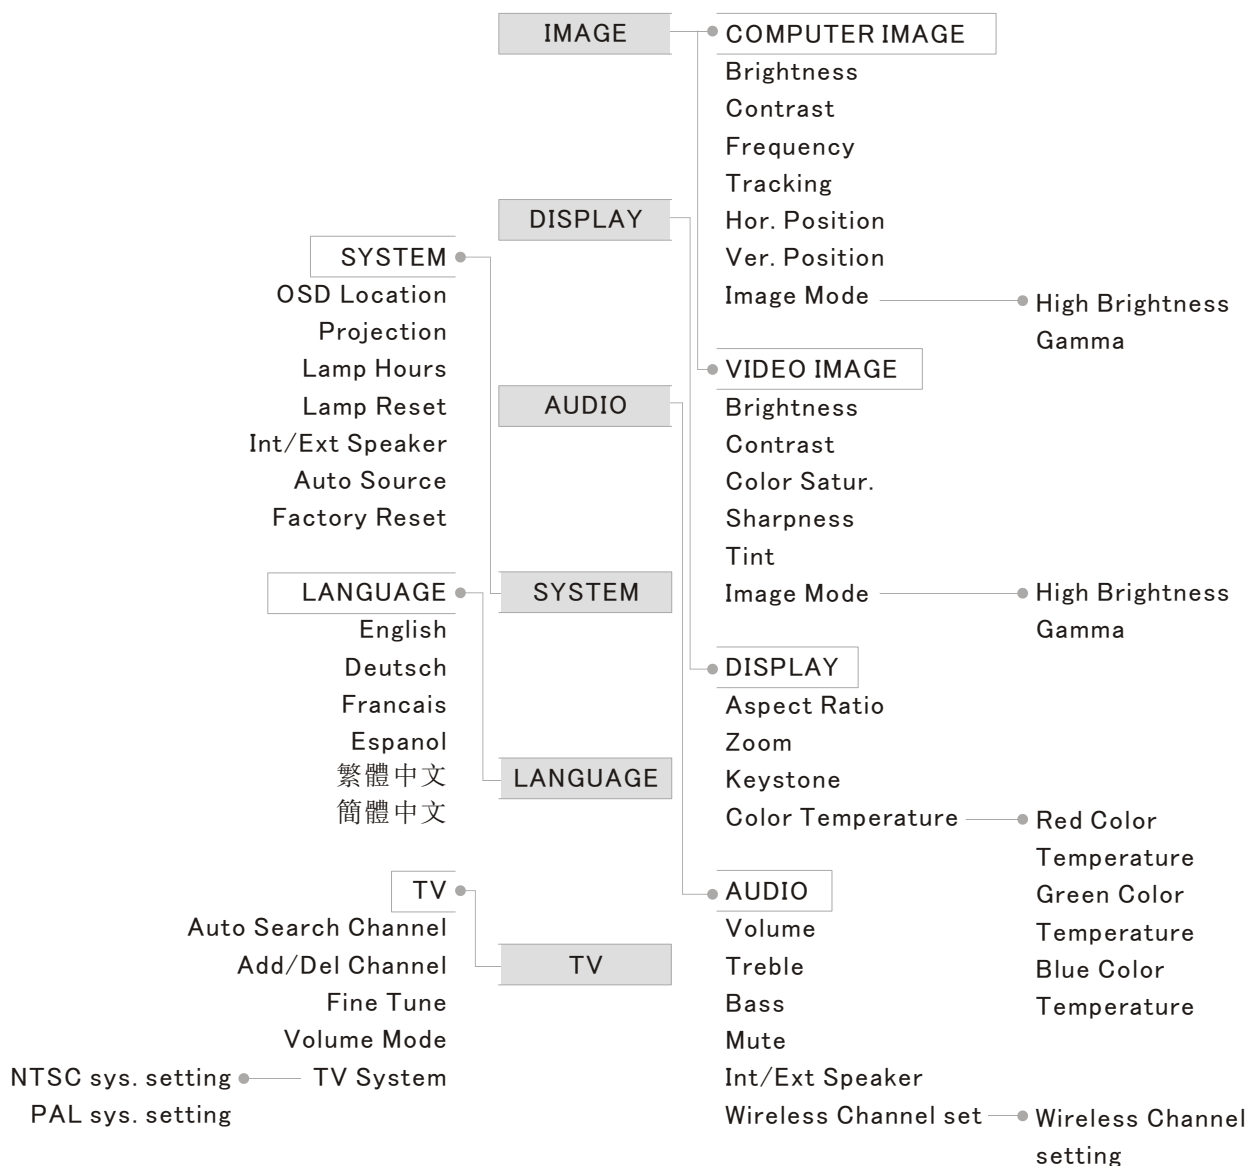 IMAGE
COMPUTER IMAGE
Brightness
Contrast
Frequency
Tracking
Hor. Position
Ver. Position
Image Mode
High Brightness
Gamma
VIDEO IMAGE
Brightness
Contrast
Color Satur.
Sharpness
Tint
Image Mode
High Brightness
Gamma
DISPLAY
DISPLAY
Aspect Ratio
Zoom
Keystone
Color Temperature
Red Color
Temperature
Green Color
Temperature
Blue Color
Temperature
AUDIO
AUDIO
Volume
Treble
Bass
Mute
Int/Ext Speaker
Wireless Channel set
Wireless Channel
setting
SYSTEM
SYSTEM
OSD Location
Projection
Lamp Hours
Lamp Reset
Int/Ext Speaker
Auto Source
Factory Reset
LANGUAGE
LANGUAGE
English
Deutsch
Francais
Espanol
繁體中文
簡體中文
TV
TV
Auto Search Channel
Add/Del Channel
Fine Tune
Volume Mode
TV System
NTSC sys. setting
PAL sys. setting